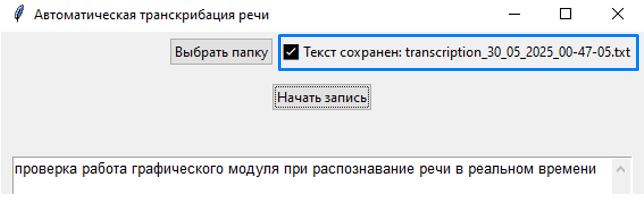 Автоматическая транскрибация речи
Выбрать папку Текст сохранен: transcription_30_05_2025_00-47-05.txt
Начать запись
проверка работа графического модуля при распознавание речи в реальном времени